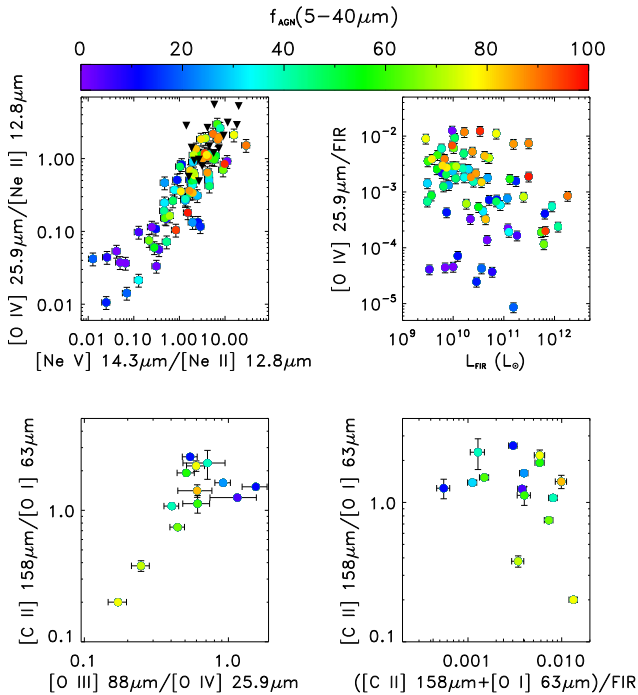 f_AGN(5−40μm)
0 20 40 60 80 100
[O IV] 25.9μm/[Ne II] 12.8μm
1.00
0.10
0.01
0.01 0.10 1.00 10.00
[Ne V] 14.3μm/[Ne II] 12.8μm
[O IV] 25.9μm/FIR
10^−2
10^−3
10^−4
10^−5
10^9 10^10 10^11 10^12
L_FIR (L_☉)
[C II] 158μm/[O I] 63μm
1.0
0.1
0.1 1.0
[O III] 88μm/[O IV] 25.9μm
[C II] 158μm/[O I] 63μm
1.0
0.1
0.001 0.010
([C II] 158μm+[O I] 63μm)/FIR